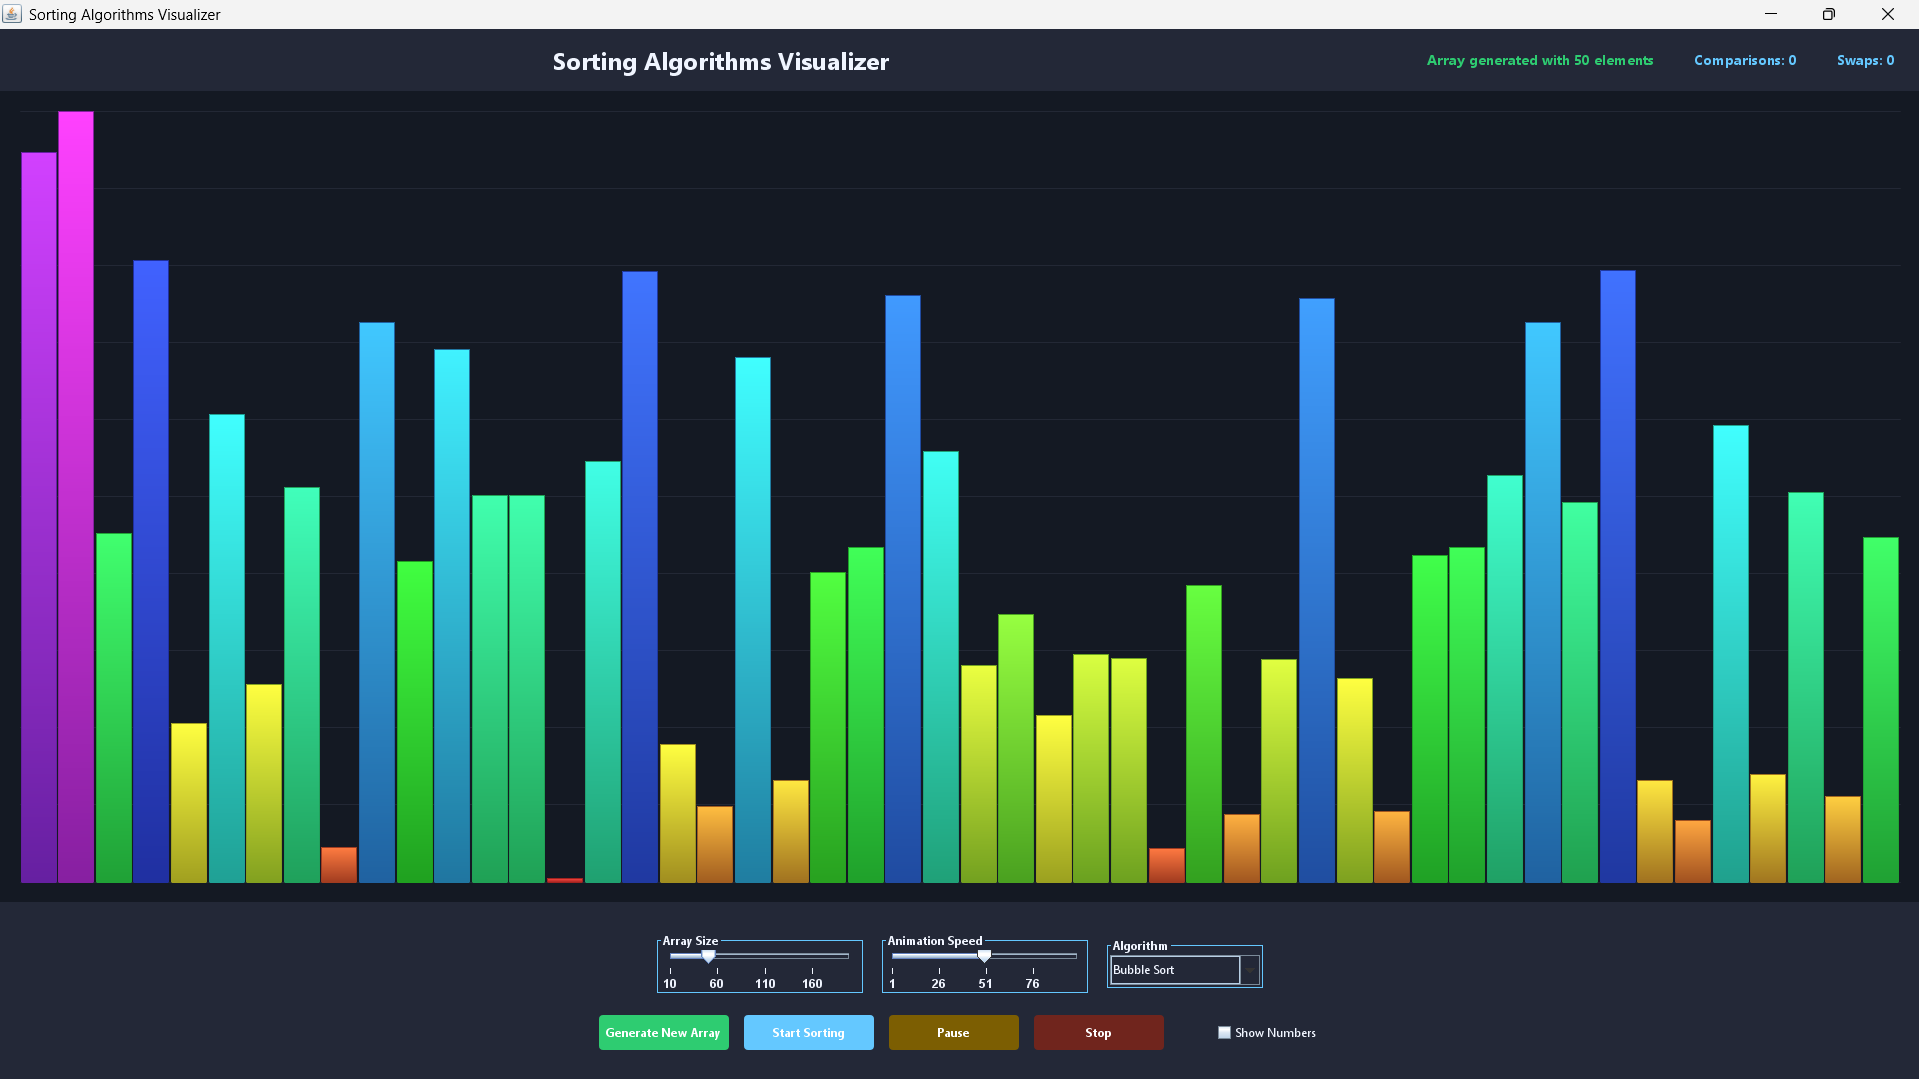 Sorting Algorithms Visualizer
Sorting Algorithms Visualizer
Array generated with 50 elements
Comparisons: 0
Swaps: 0
Array Size
10 60 110 160
Animation Speed
1 26 51 76
Algorithm
Bubble Sort
Generate New Array
Start Sorting
Pause
Stop
Show Numbers